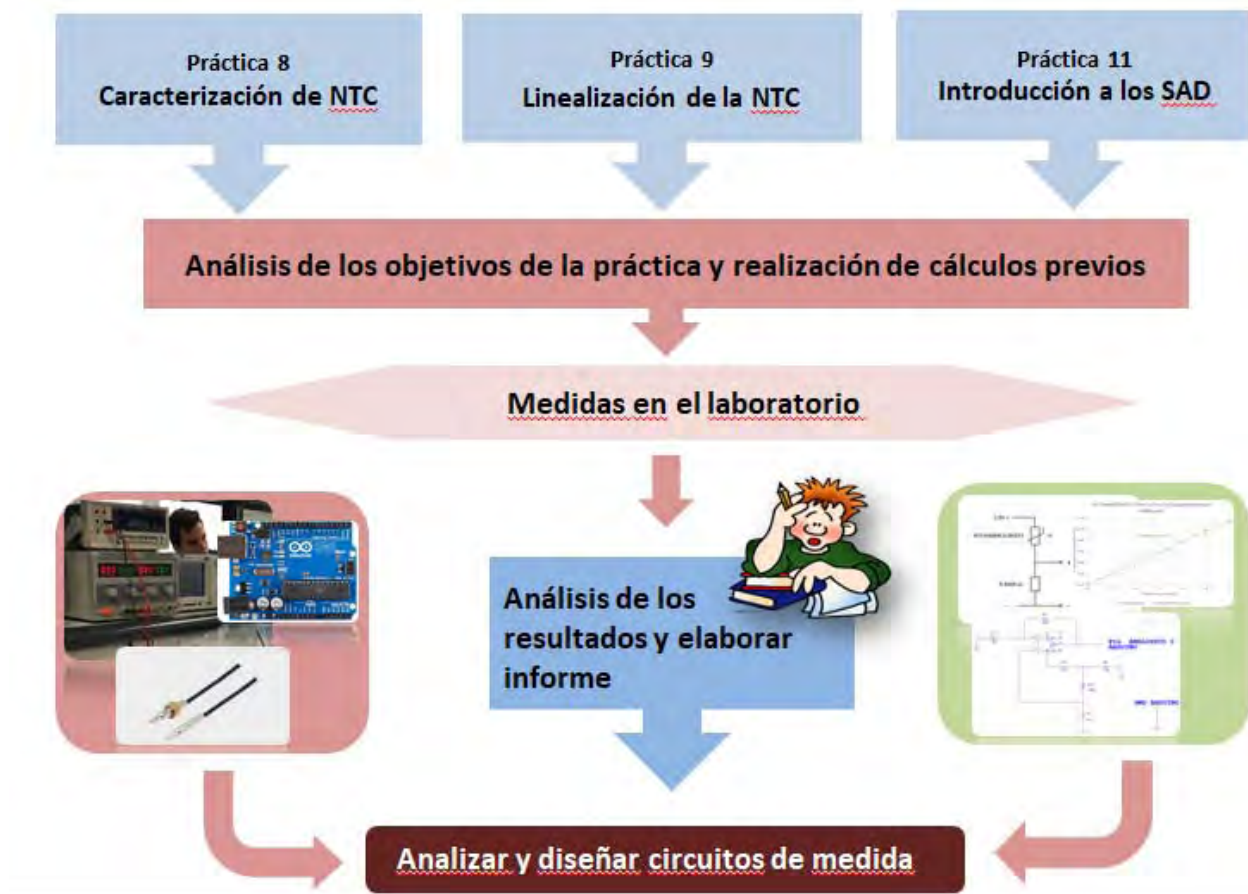 Práctica 8
Caracterización de NTC
Práctica 9
Linealización de la NTC
Práctica 11
Introducción a los SAD
Análisis de los objetivos de la práctica y realización de cálculos previos
Medidas en el laboratorio
Análisis de los
resultados y elaborar
informe
Analizar y diseñar circuitos de medida